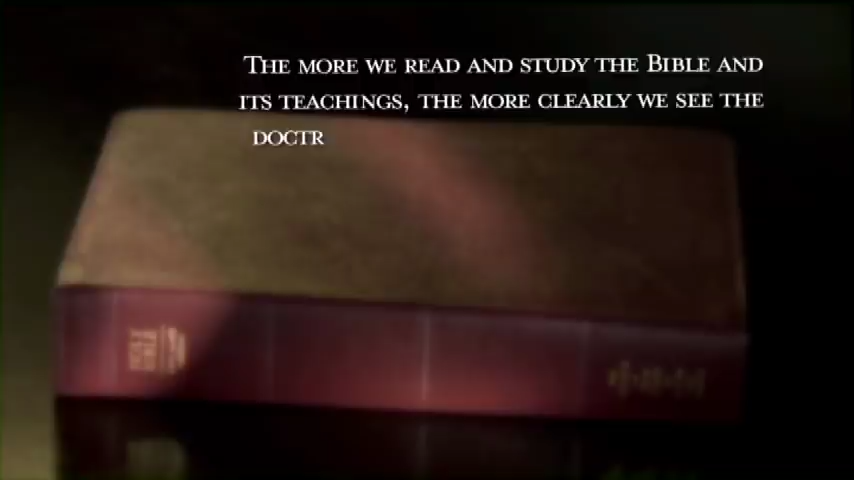 The more we read and study the Bible and
its teachings, the more clearly we see the
doctr